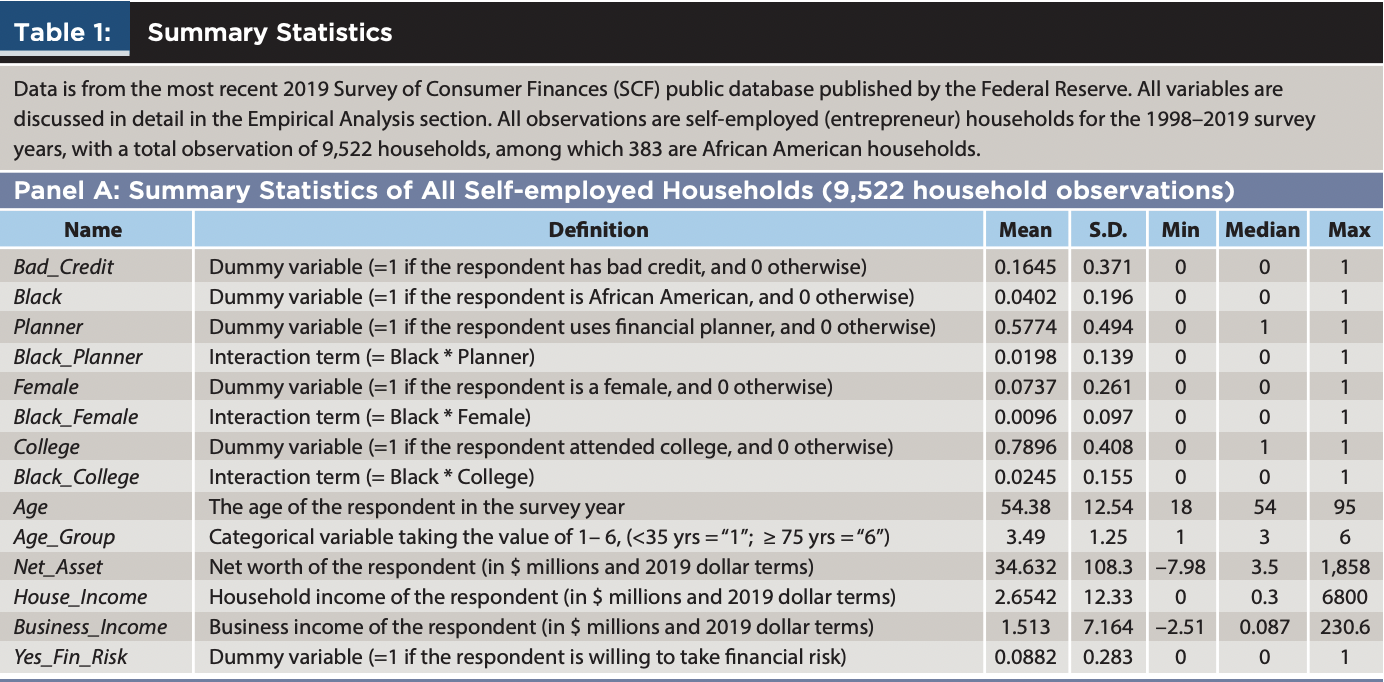 Table 1: Summary Statistics
Data is from the most recent 2019 Survey of Consumer Finances (SCF) public database published by the Federal Reserve. All variables are
discussed in detail in the Empirical Analysis section. All observations are self-employed (entrepreneur) households for the 1998–2019 survey
years, with a total observation of 9,522 households, among which 383 are African American households.
Panel A: Summary Statistics of All Self-employed Households (9,522 household observations)
Name Definition Mean S.D. Min Median Max
Bad_Credit Dummy variable (=1 if the respondent has bad credit, and 0 otherwise) 0.1645 0.371 0 0 1
Black Dummy variable (=1 if the respondent is African American, and 0 otherwise) 0.0402 0.196 0 0 1
Planner Dummy variable (=1 if the respondent uses financial planner, and 0 otherwise) 0.5774 0.494 0 1 1
Black_Planner Interaction term (= Black * Planner) 0.0198 0.139 0 0 1
Female Dummy variable (=1 if the respondent is a female, and 0 otherwise) 0.0737 0.261 0 0 1
Black_Female Interaction term (= Black * Female) 0.0096 0.097 0 0 1
College Dummy variable (=1 if the respondent attended college, and 0 otherwise) 0.7896 0.408 0 1 1
Black_College Interaction term (= Black * College) 0.0245 0.155 0 0 1
Age The age of the respondent in the survey year 54.38 12.54 18 54 95
Age_Group Categorical variable taking the value of 1– 6, (<35 yrs = “1”; ≥ 75 yrs = “6”) 3.49 1.25 1 3 6
Net_Asset Net worth of the respondent (in $ millions and 2019 dollar terms) 34.632 108.3 –7.98 3.5 1,858
House_Income Household income of the respondent (in $ millions and 2019 dollar terms) 2.6542 12.33 0 0.3 6800
Business_Income Business income of the respondent (in $ millions and 2019 dollar terms) 1.513 7.164 –2.51 0.087 230.6
Yes_Fin_Risk Dummy variable (=1 if the respondent is willing to take financial risk) 0.0882 0.283 0 0 1